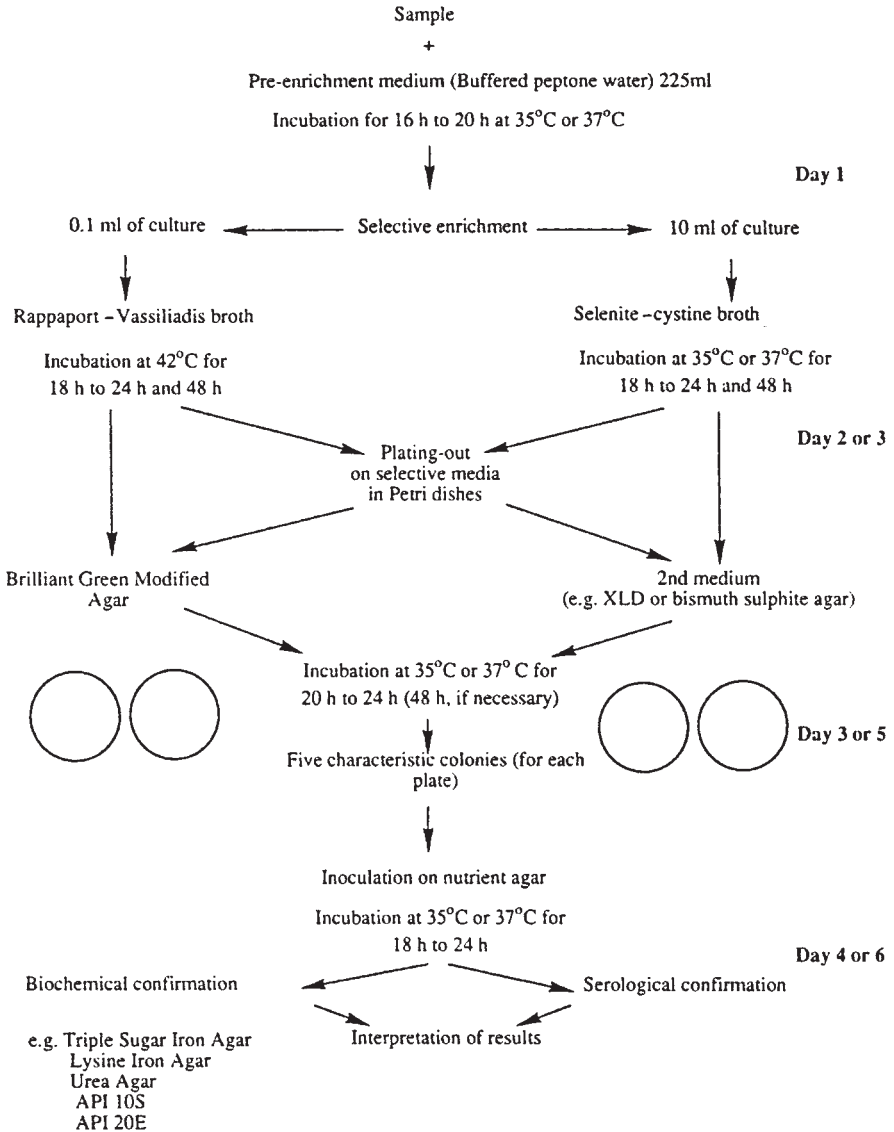 Sample
+
Pre-enrichment medium (Buffered peptone water) 225ml
Incubation for 16 h to 20 h at 35°C or 37°C
Day 1
0.1 ml of culture
Selective enrichment
10 ml of culture
Rappaport – Vassiliadis broth
Selenite – cystine broth
Incubation at 42°C for
18 h to 24 h and 48 h
Incubation at 35°C or 37°C for
18 h to 24 h and 48 h
Day 2 or 3
Plating-out
on selective media
in Petri dishes
Brilliant Green Modified
Agar
2nd medium
(e.g. XLD or bismuth sulphite agar)
Incubation at 35°C or 37° C for
20 h to 24 h (48 h, if necessary)
Day 3 or 5
Five characteristic colonies (for each
plate)
Inoculation on nutrient agar
Incubation at 35°C or 37°C for
18 h to 24 h
Day 4 or 6
Biochemical confirmation
Serological confirmation
Interpretation of results
e.g. Triple Sugar Iron Agar
Lysine Iron Agar
Urea Agar
API 10S
API 20E